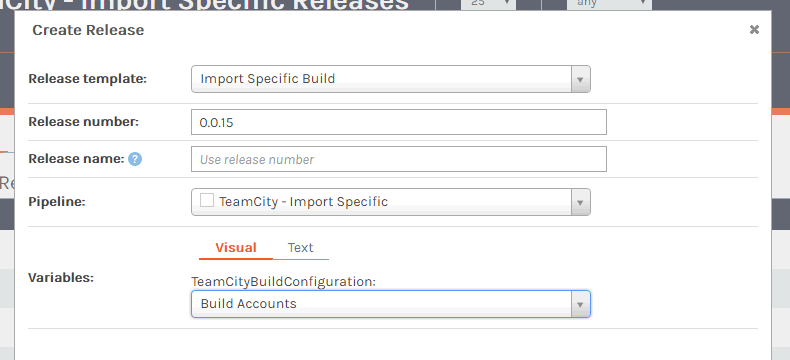 City - Import Specific Releases
25
any
Create Release
Release template:
Import Specific Build
Release number:
0.0.15
Release name: ?
Use release number
Pipeline:
TeamCity - Import Specific
Visual
Text
Variables:
TeamCityBuildConfiguration:
Build Accounts